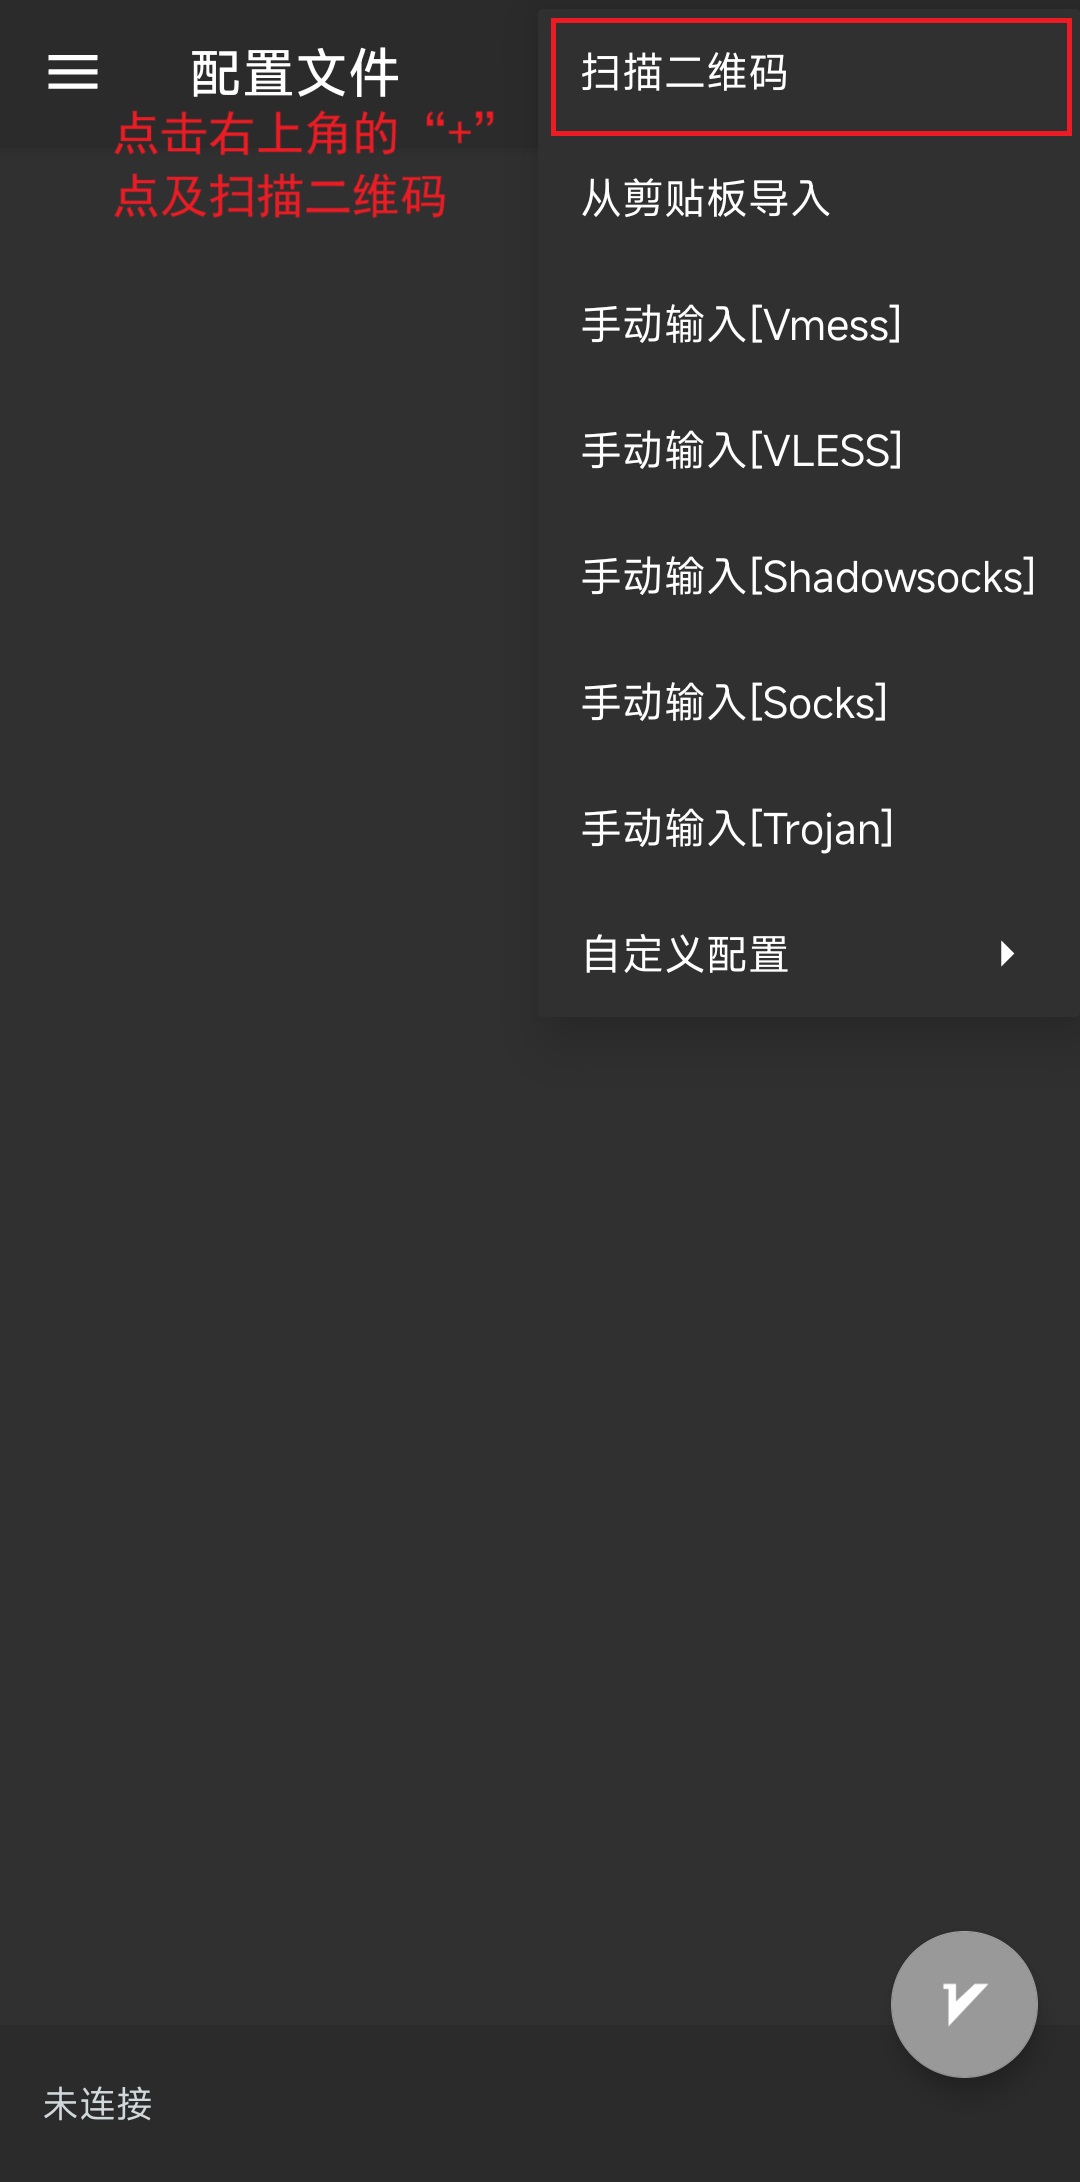 配置文件
点击右上角的“+”
点及扫描二维码
扫描二维码
从剪贴板导入
手动输入[Vmess]
手动输入[VLESS]
手动输入[Shadowsocks]
手动输入[Socks]
手动输入[Trojan]
自定义配置
未连接